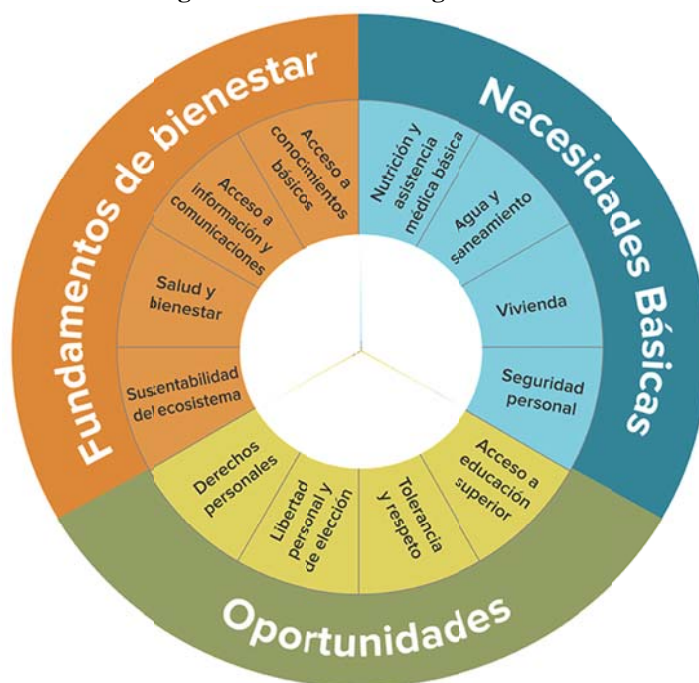 Fundamentos de bienestar
Acceso a
conocimientos
básicos
Acceso a
información y
comunicaciones
Salud y
bienestar
Sustentabilidad
del ecosistema
Necesidades Básicas
Nutrición y
asistencia
médica básica
Agua y
saneamiento
Vivienda
Seguridad
personal
Oportunidades
Derechos
personales
Libertad
personal y
de elección
Tolerancia
y respeto
Acceso a
educación
superior